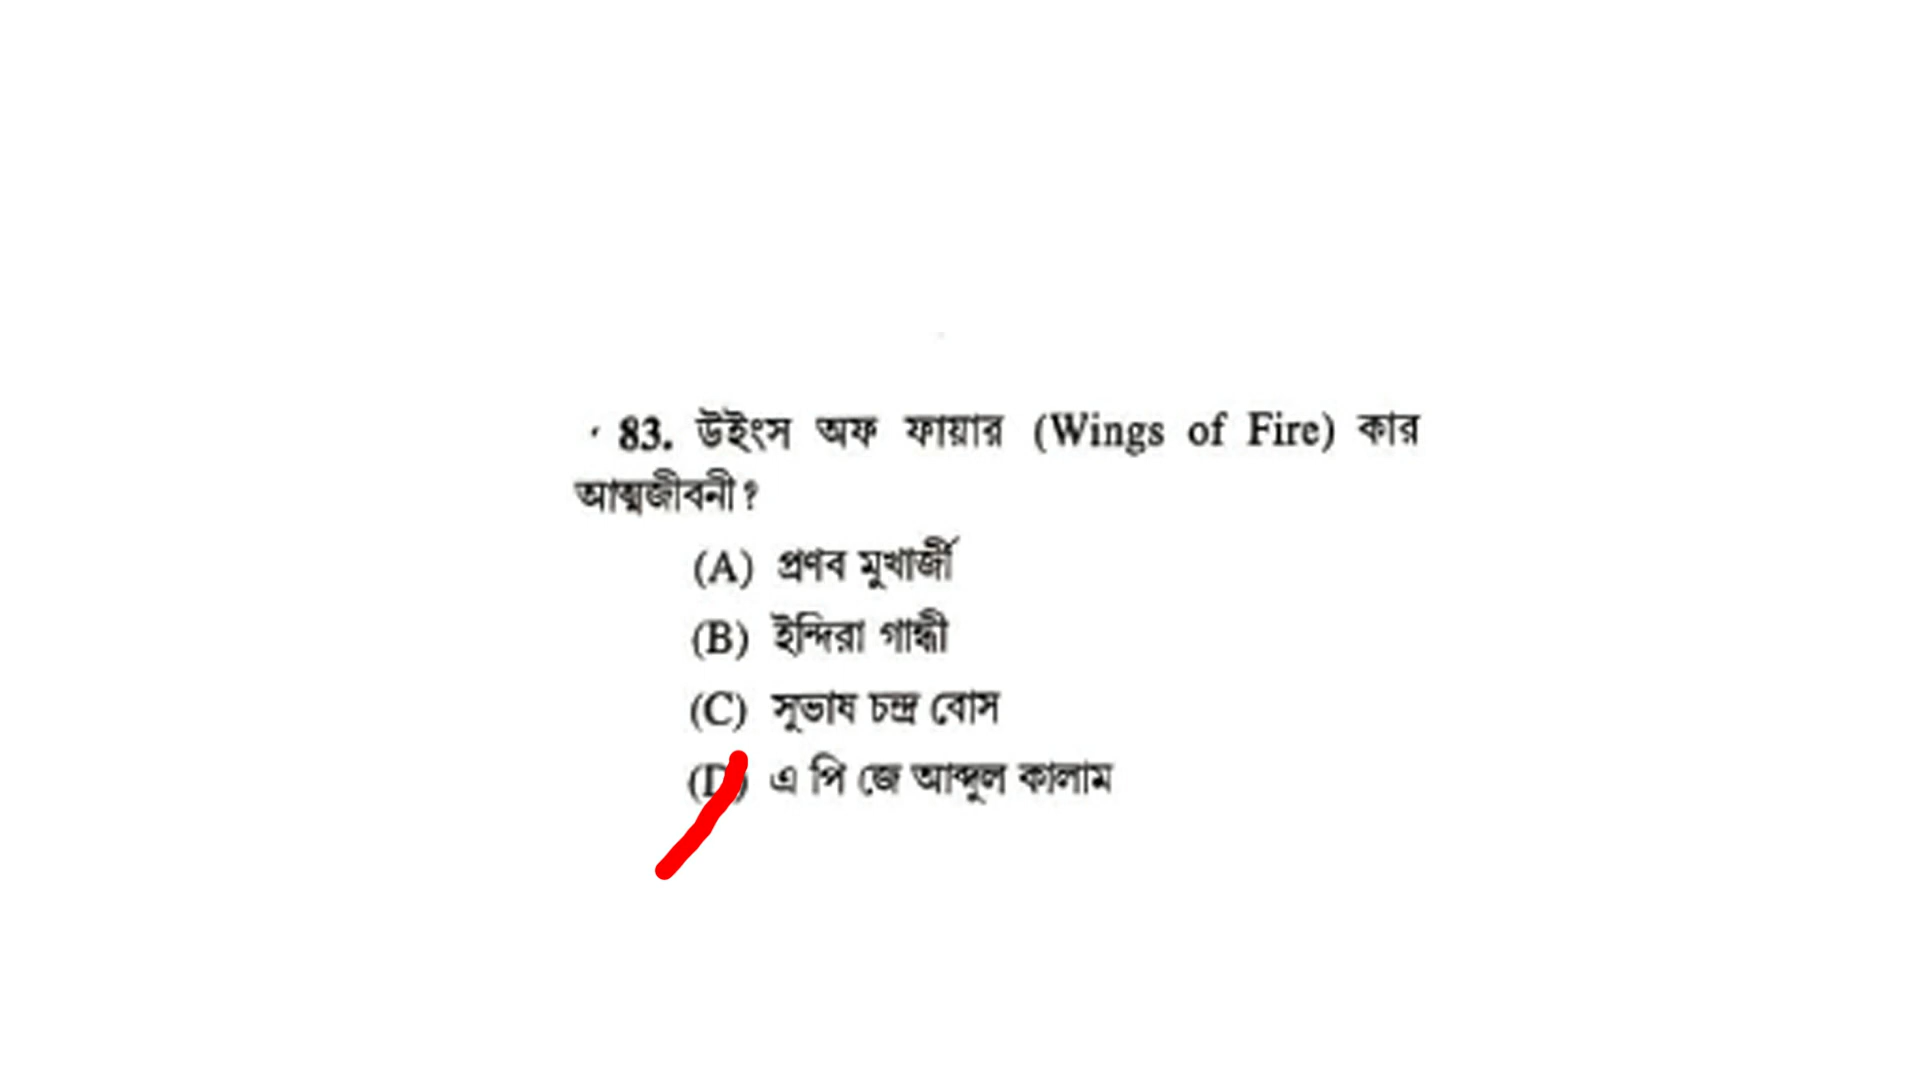 83. উইংস অফ ফায়ার (Wings of Fire) কার
আত্মজীবনী?
(A) প্রণব মুখার্জী
(B) ইন্দিরা গান্ধী
(C) সুভাষ চন্দ্র বোস
(D) এ পি জে আব্দুল কালাম